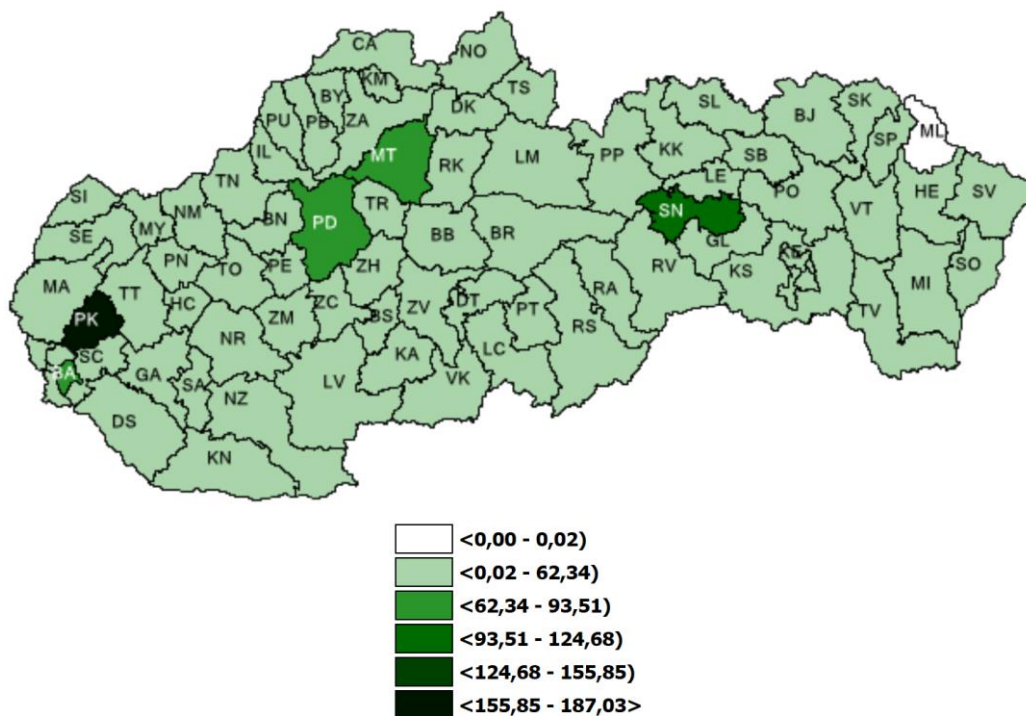 CA
NO
KM
TS
BY
PU
PB
ZA
DK
SL
SK
BJ
SP
ML
IL
MT
RK
LM
PP
KK
SB
LE
PO
HE
SV
TN
SI
NM
BN
PD
TR
SN
VT
SE
MY
BB
BR
GL
KE
PN
TO
PE
ZH
RV
KS
SO
MA
TT
HC
ZC
DT
RA
MI
PK
ZM
BS
ZV
PT
TV
NR
RS
SC
BA
GA
SA
LV
KA
LC
VK
NZ
DS
KN
<0,00 - 0,02)
<0,02 - 62,34)
<62,34 - 93,51)
<93,51 - 124,68)
<124,68 - 155,85)
<155,85 - 187,03>